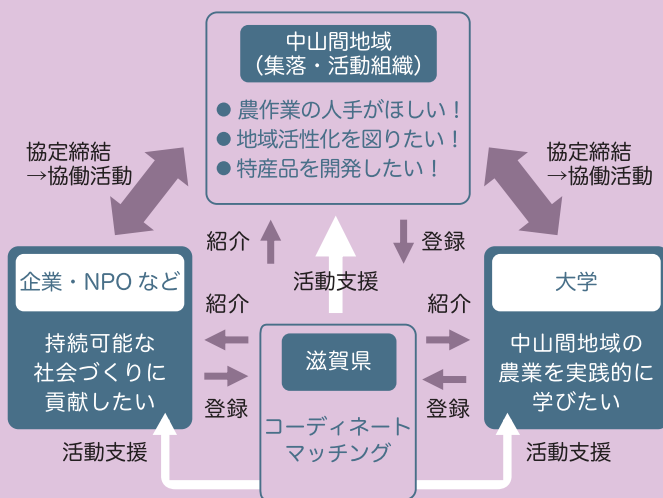 中山間地域
（集落・活動組織）
● 農作業の人手がほしい！
● 地域活性化を図りたい！
● 特産品を開発したい！
協定締結
→協働活動
協定締結
→協働活動
紹介
登録
活動支援
企業・NPO など
持続可能な
社会づくりに
貢献したい
紹介
登録
滋賀県
コーディネート
マッチング
紹介
登録
大学
中山間地域の
農業を実践的に
学びたい
活動支援
活動支援